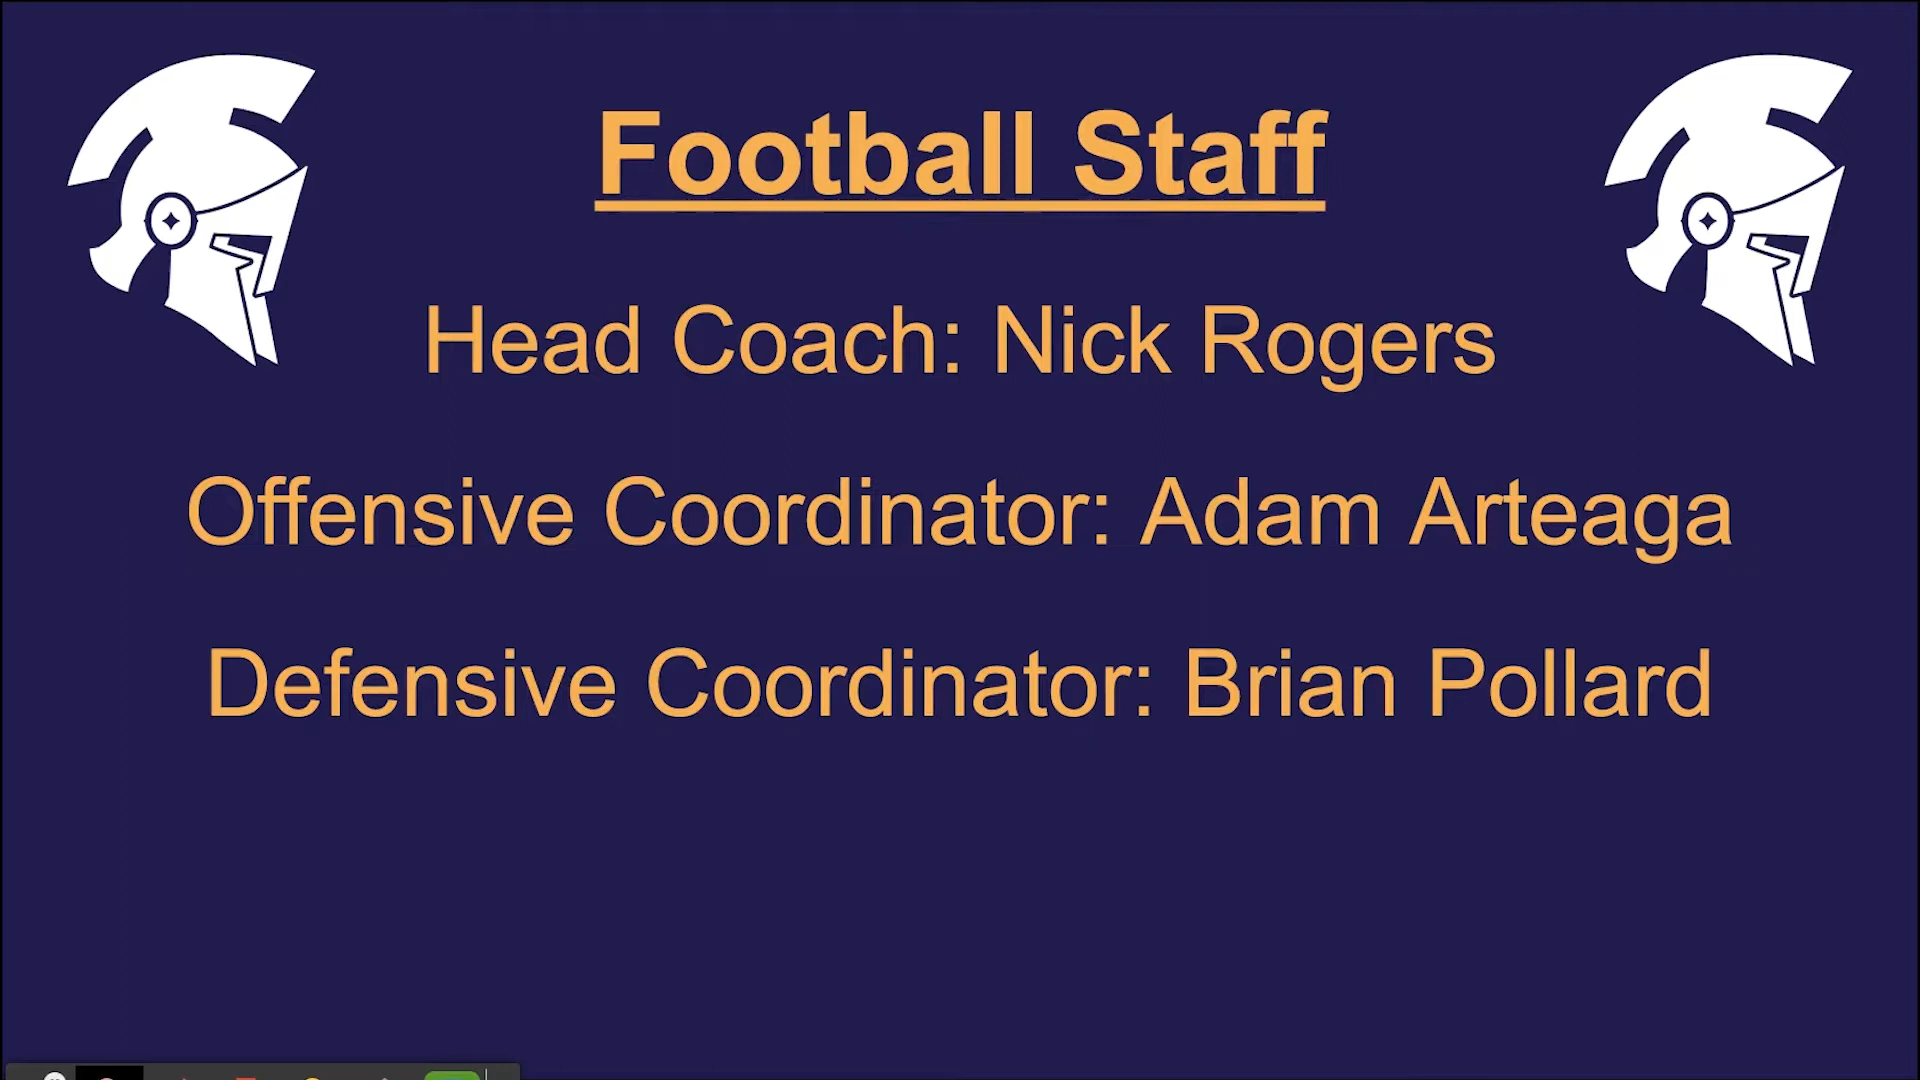 Football Staff
Head Coach: Nick Rogers
Offensive Coordinator: Adam Arteaga
Defensive Coordinator: Brian Pollard